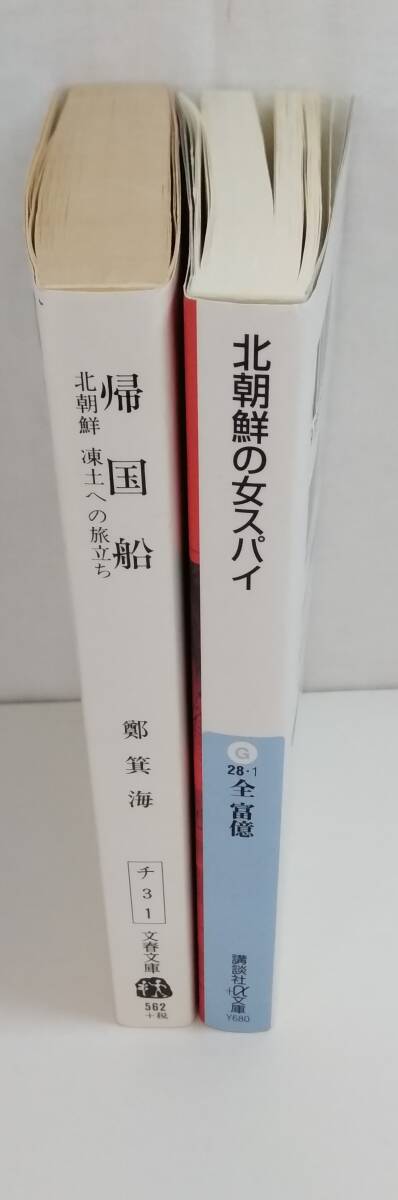 帰国船
北朝鮮 凍土への旅立ち
鄭箕海
チ31
文春文庫
562
+税
北朝鮮の女スパイ
G
28・1
全富億
講談社
+α文庫
Y680